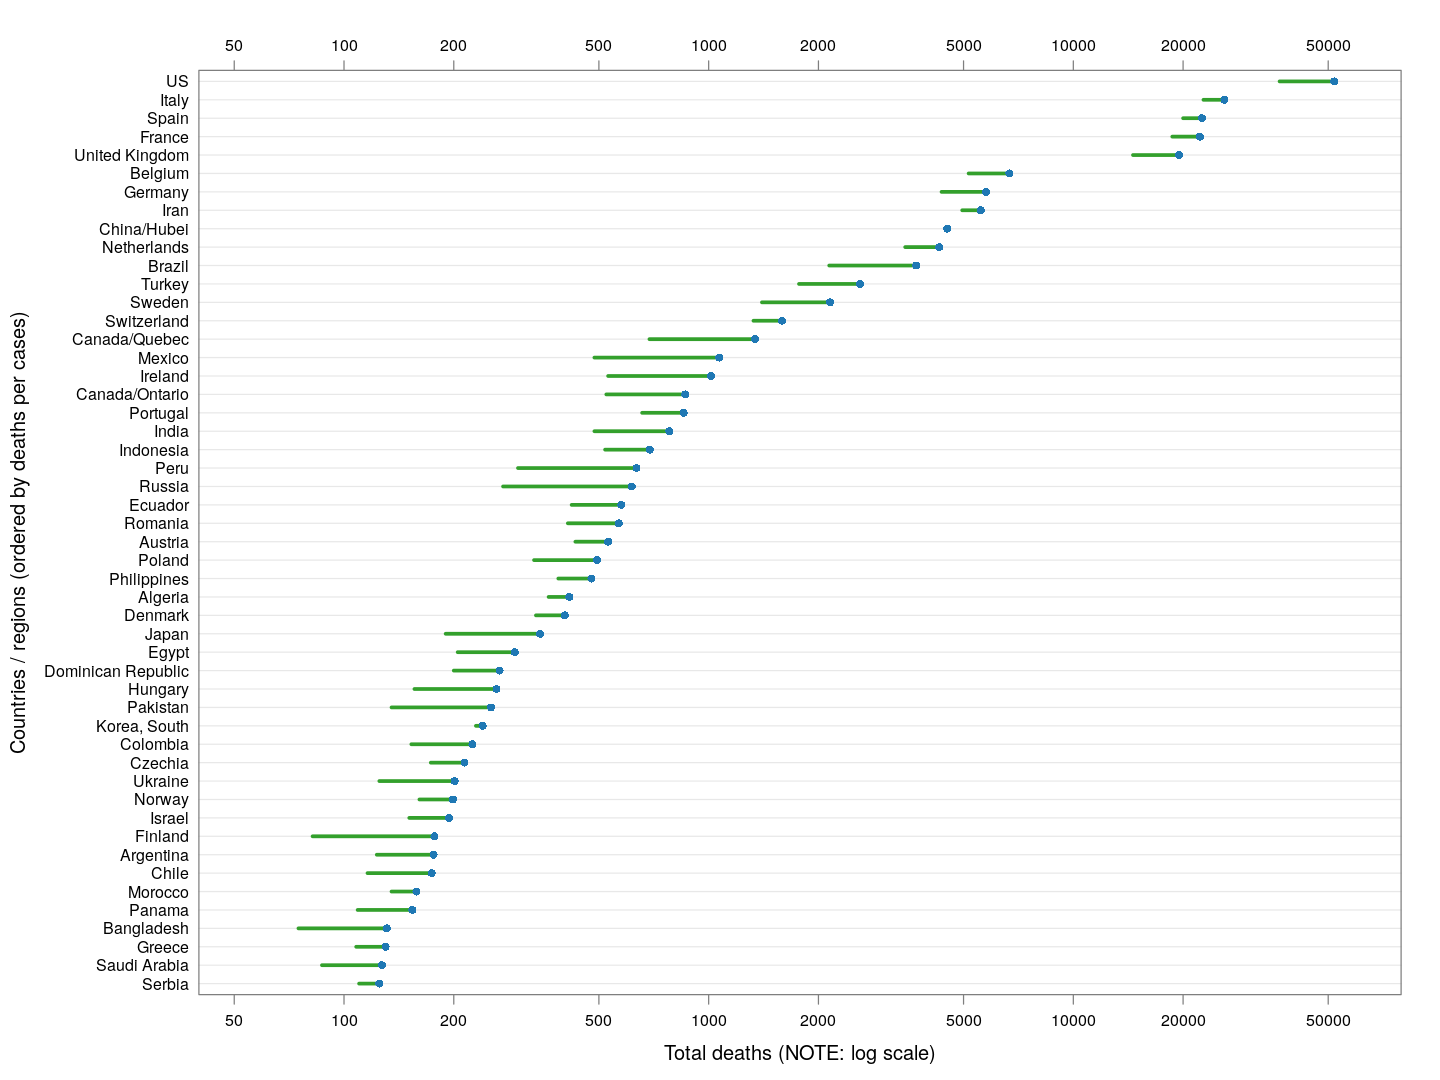 50 100 200 500 1000 2000 5000 10000 20000 50000
US
Italy
Spain
France
United Kingdom
Belgium
Germany
Iran
China/Hubei
Netherlands
Brazil
Turkey
Sweden
Switzerland
Canada/Quebec
Mexico
Ireland
Canada/Ontario
Portugal
India
Indonesia
Peru
Russia
Ecuador
Romania
Austria
Poland
Philippines
Algeria
Denmark
Japan
Egypt
Dominican Republic
Hungary
Pakistan
Korea, South
Colombia
Czechia
Ukraine
Norway
Israel
Finland
Argentina
Chile
Morocco
Panama
Bangladesh
Greece
Saudi Arabia
Serbia
Countries / regions (ordered by deaths per cases)
50 100 200 500 1000 2000 5000 10000 20000 50000
Total deaths (NOTE: log scale)